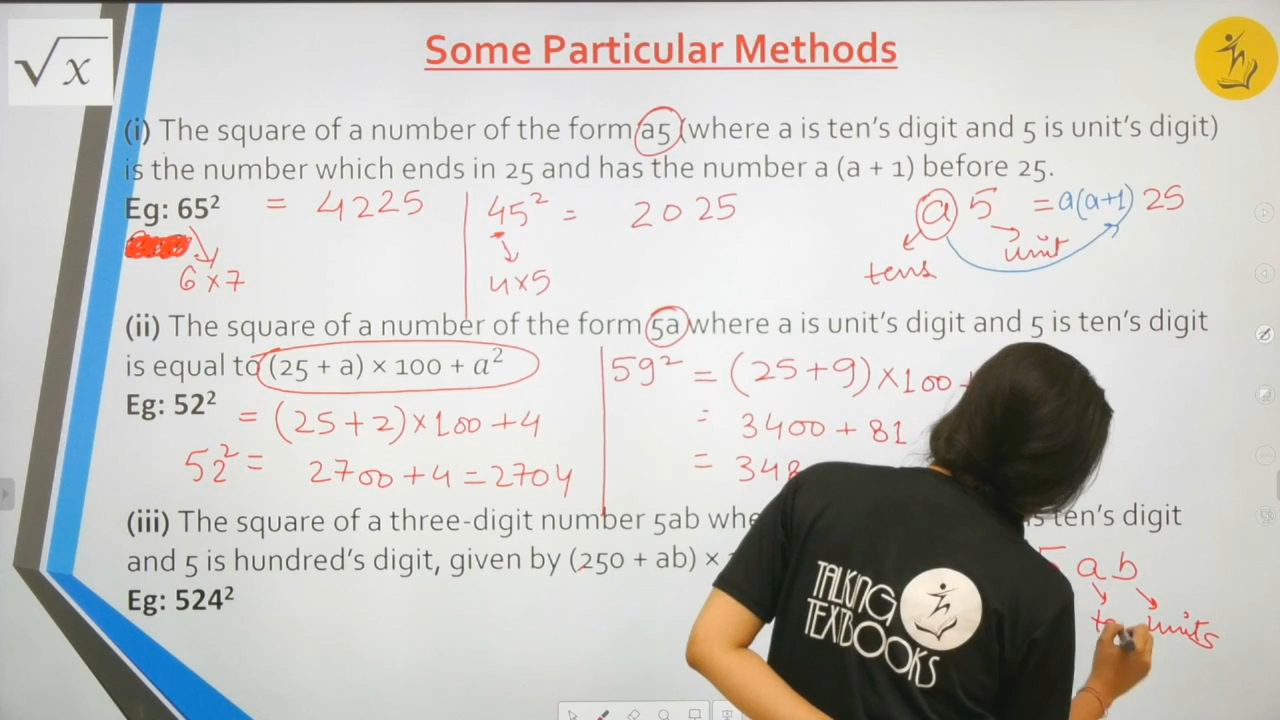 √x
Some Particular Methods
(i) The square of a number of the form a5 (where a is ten's digit and 5 is unit's digit)
is the number which ends in 25 and has the number a (a + 1) before 25.
Eg: 65² = 4225
6 × 7
45² = 2025
4 × 5
a 5 = a(a+1) 25
tens
unit
(ii) The square of a number of the form 5a where a is unit's digit and 5 is ten's digit
is equal to (25 + a) × 100 + a²
Eg: 52² = (25+2) × 100 + 4
52² = 2700 + 4 = 2704
59² = (25+9) × 100
= 3400 + 81
= 348
(iii) The square of a three-digit number 5ab ten's digit
and 5 is hundred's digit, given by (250 + ab) ×
Eg: 524²
5 a b
units
TALKING
TEXTBOOKS